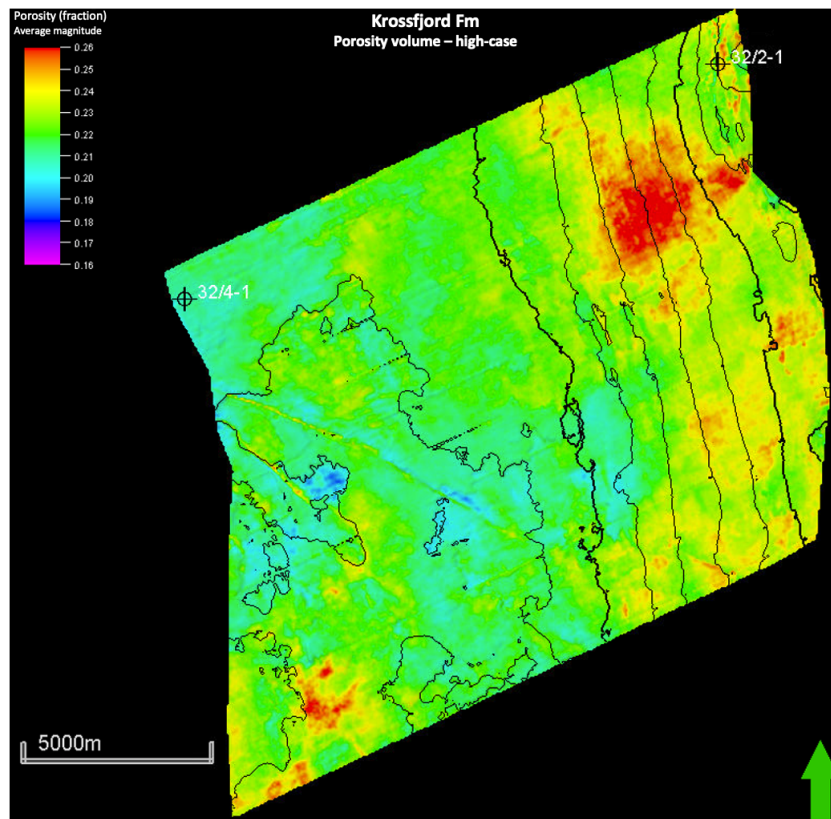 Porosity (fraction)
Average magnitude
0.26
0.25
0.24
0.23
0.22
0.21
0.20
0.19
0.18
0.17
0.16
Krossfjord Fm
Porosity volume – high-case
32/2-1
32/4-1
5000m